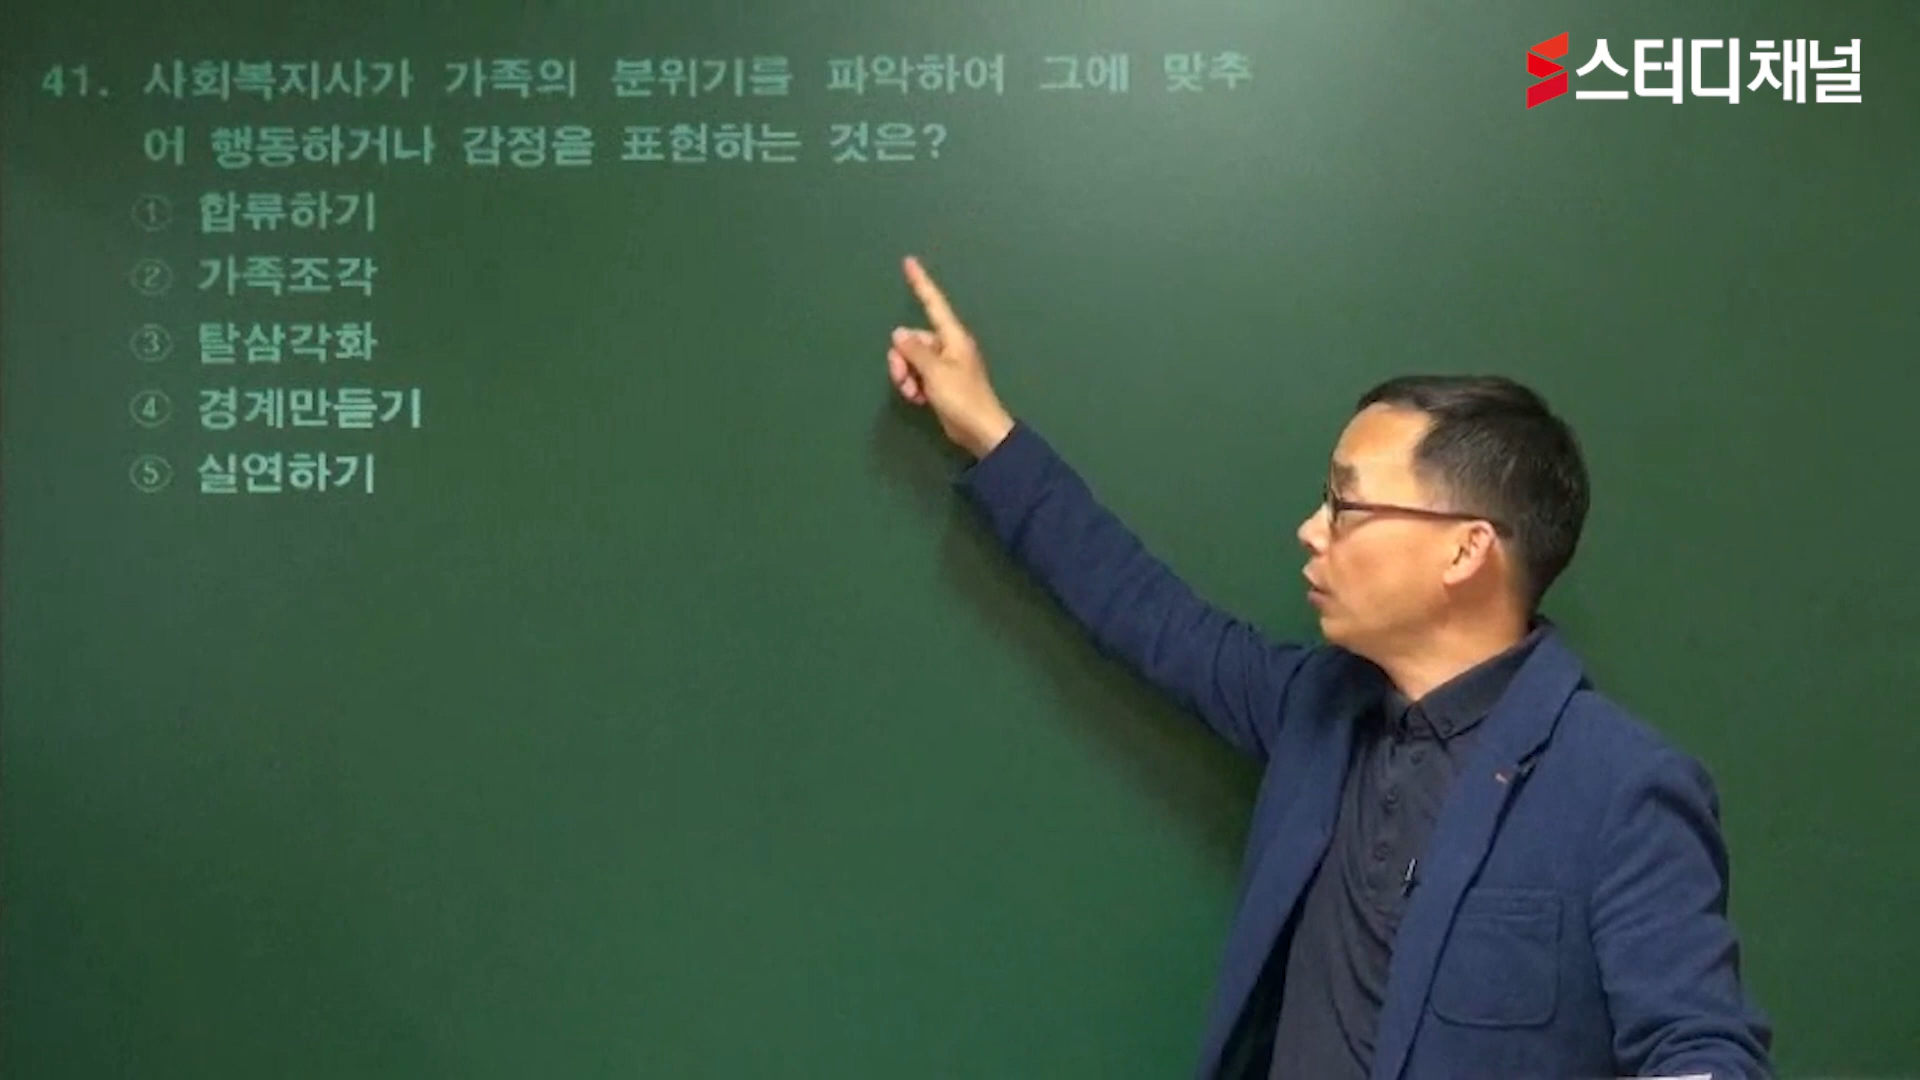 스터디채널
41. 사회복지사가 가족의 분위기를 파악하여 그에 맞추
어 행동하거나 감정을 표현하는 것은?
① 합류하기
② 가족조각
③ 탈삼각화
④ 경계만들기
⑤ 실연하기